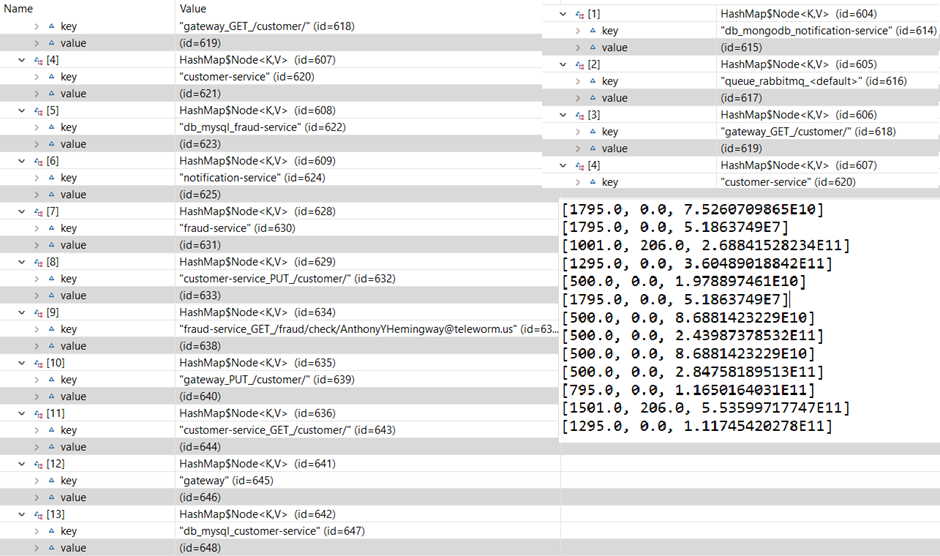 Name Value
key "gateway_GET_/customer/" (id=618)
value (id=619)
[4] HashMap$Node<K,V> (id=607)
key "customer-service" (id=620)
value (id=621)
[5] HashMap$Node<K,V> (id=608)
key "db_mysql_fraud-service" (id=622)
value (id=623)
[6] HashMap$Node<K,V> (id=609)
key "notification-service" (id=624)
value (id=625)
[7] HashMap$Node<K,V> (id=628)
key "fraud-service" (id=630)
value (id=631)
[8] HashMap$Node<K,V> (id=629)
key "customer-service_PUT_/customer/" (id=632)
value (id=633)
[9] HashMap$Node<K,V> (id=634)
key "fraud-service_GET_/fraud/check/AnthonyYHemingway@teleworm.us" (id=63...
value (id=638)
[10] HashMap$Node<K,V> (id=635)
key "gateway_PUT_/customer/" (id=639)
value (id=640)
[11] HashMap$Node<K,V> (id=636)
key "customer-service_GET_/customer/" (id=643)
value (id=644)
[12] HashMap$Node<K,V> (id=641)
key "gateway" (id=645)
value (id=646)
[13] HashMap$Node<K,V> (id=642)
key "db_mysql_customer-service" (id=647)
value (id=648)
[1] HashMap$Node<K,V> (id=604)
key "db_mongodb_notification-service" (id=614)
value (id=615)
[2] HashMap$Node<K,V> (id=605)
key "queue_rabbitmq_<default>" (id=616)
value (id=617)
[3] HashMap$Node<K,V> (id=606)
key "gateway_GET_/customer/" (id=618)
value (id=619)
[4] HashMap$Node<K,V> (id=607)
key "customer-service" (id=620)
[1795.0, 0.0, 7.5260709865E10]
[1795.0, 0.0, 5.1863749E7]
[1001.0, 206.0, 2.68841528234E11]
[1295.0, 0.0, 3.60489018842E11]
[500.0, 0.0, 1.978897461E10]
[1795.0, 0.0, 5.1863749E7]
[500.0, 0.0, 8.6881423229E10]
[500.0, 0.0, 2.43987378532E11]
[500.0, 0.0, 8.6881423229E10]
[500.0, 0.0, 2.84758189513E11]
[795.0, 0.0, 1.1650164031E11]
[1501.0, 206.0, 5.53599717747E11]
[1295.0, 0.0, 1.11745420278E11]